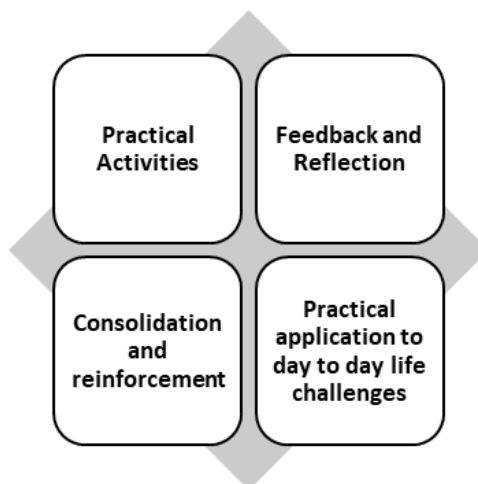 Practical
Activities
Feedback and
Reflection
Consolidation
and
reinforcement
Practical
application to
day to day life
challenges